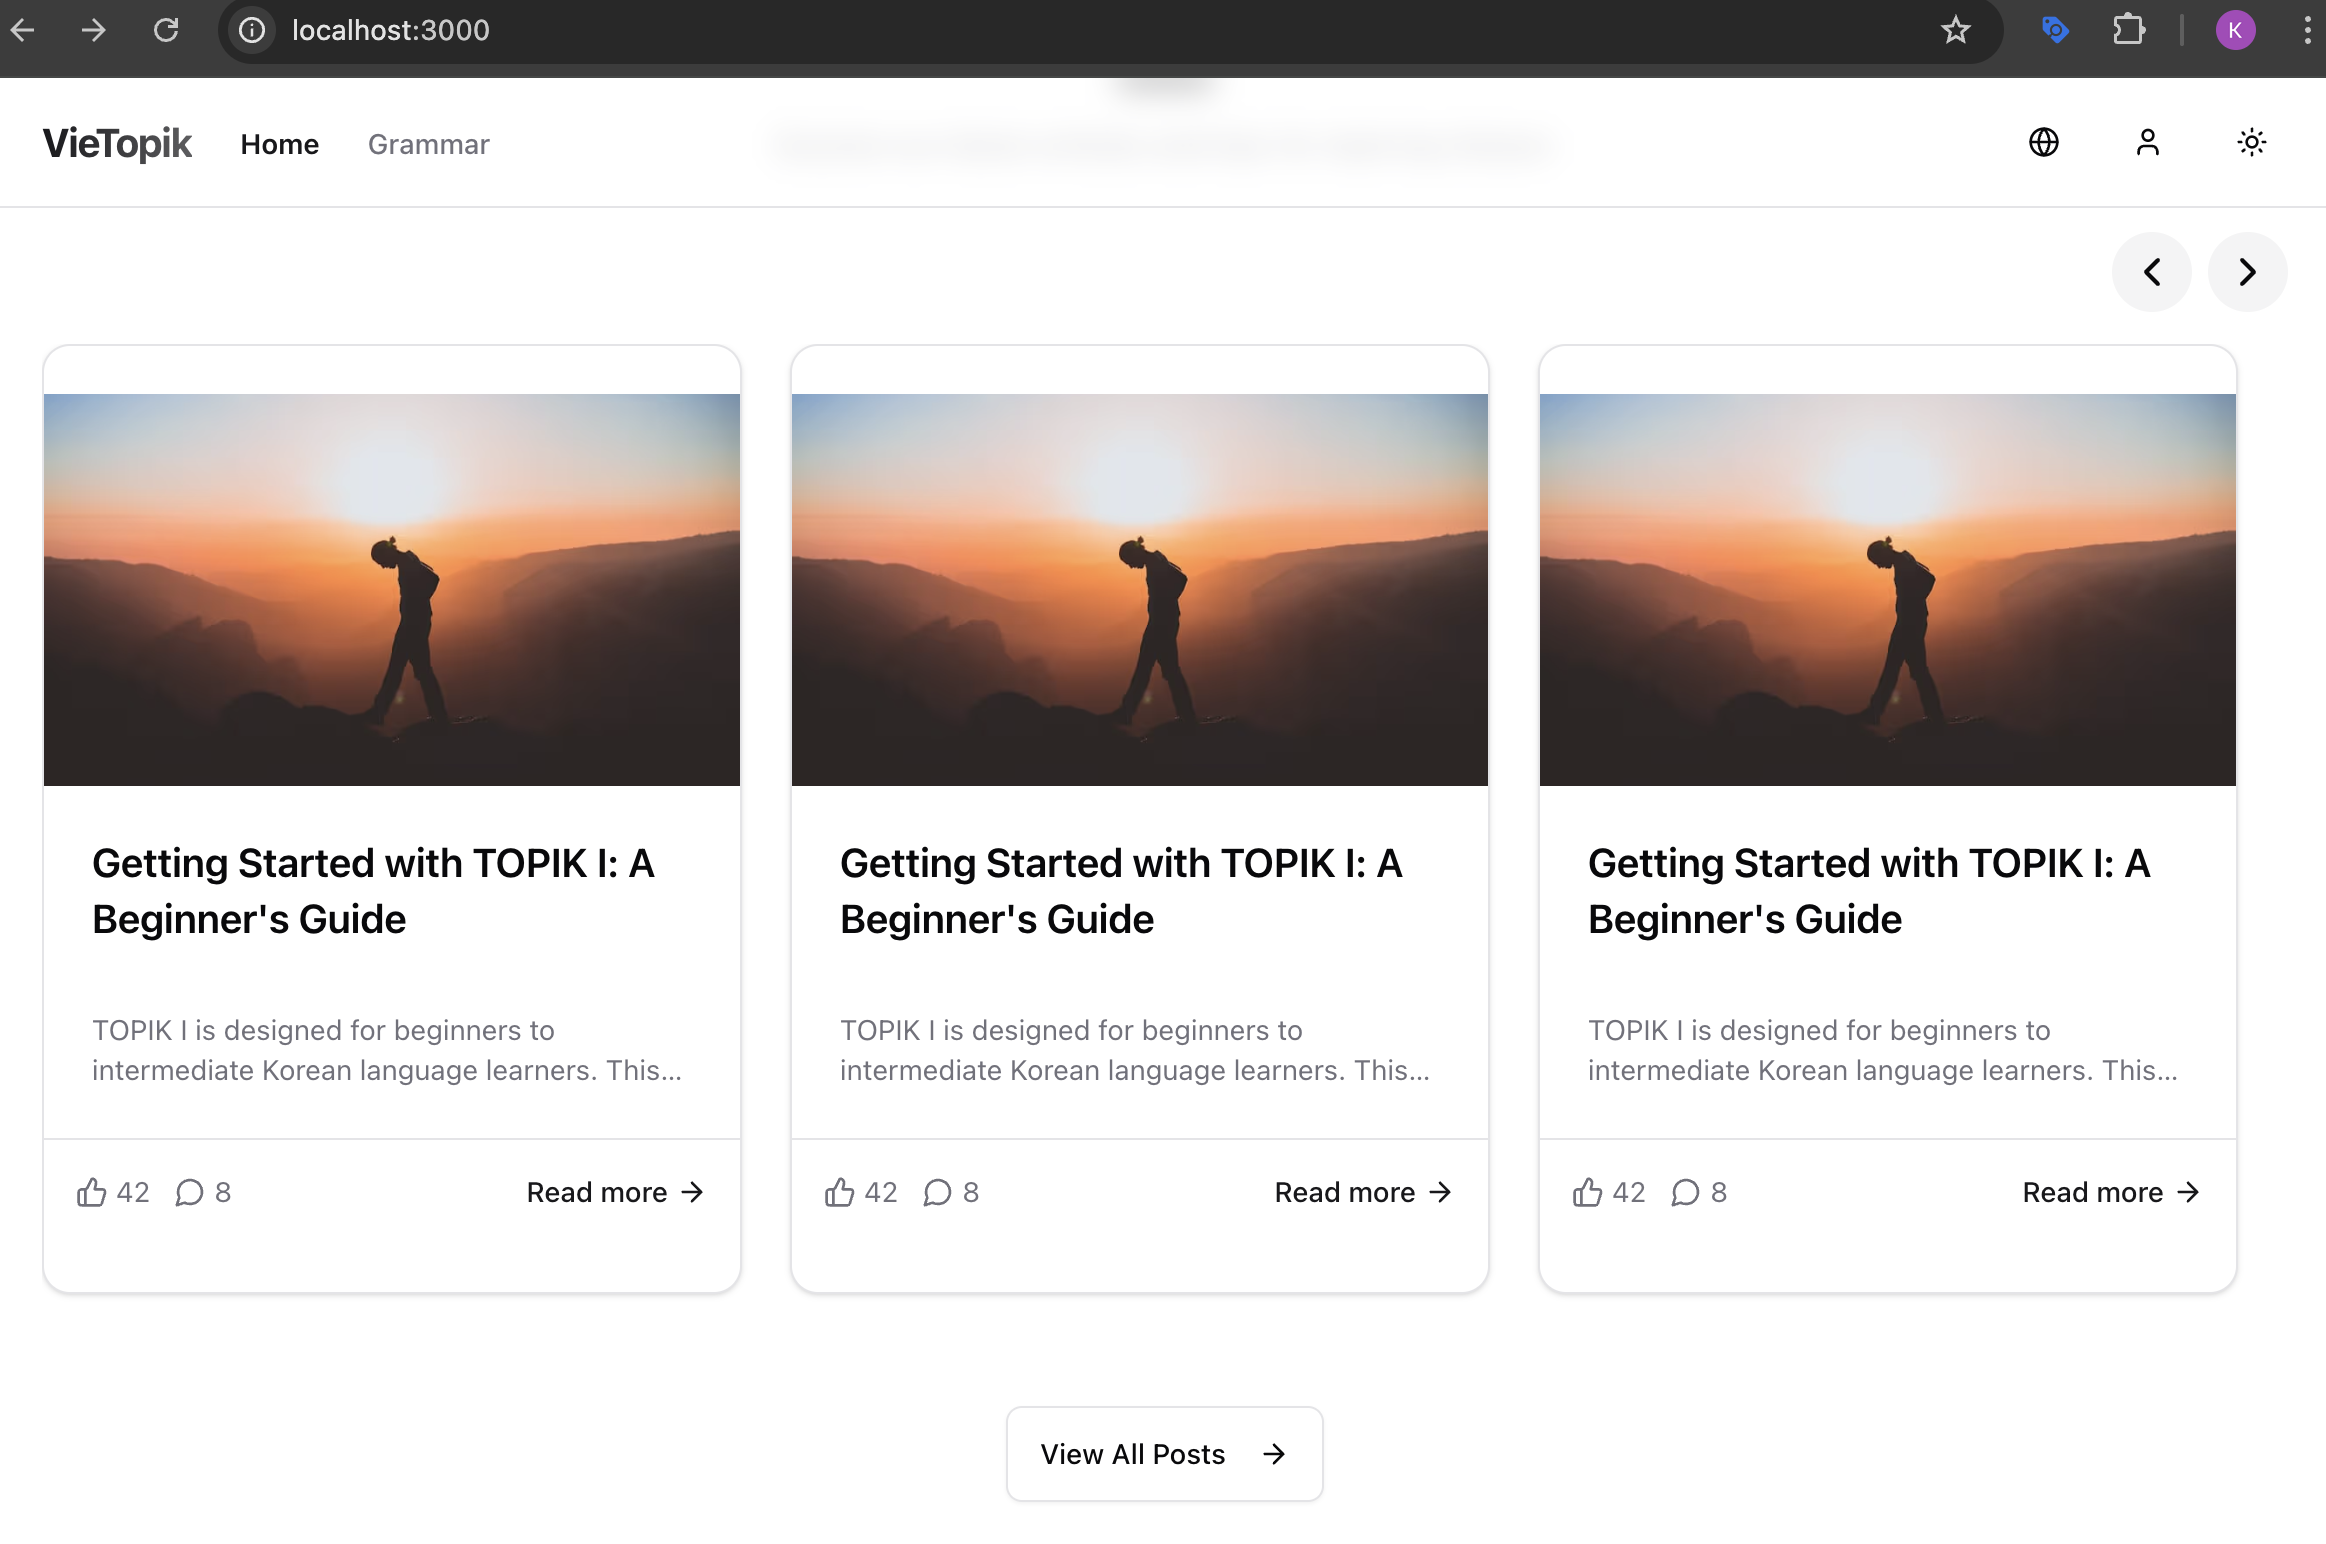 localhost:3000
K
VieTopik Home Grammar
Getting Started with TOPIK I: A
Beginner's Guide
TOPIK I is designed for beginners to
intermediate Korean language learners. This...
42 8 Read more
Getting Started with TOPIK I: A
Beginner's Guide
TOPIK I is designed for beginners to
intermediate Korean language learners. This...
42 8 Read more
Getting Started with TOPIK I: A
Beginner's Guide
TOPIK I is designed for beginners to
intermediate Korean language learners. This...
42 8 Read more
View All Posts